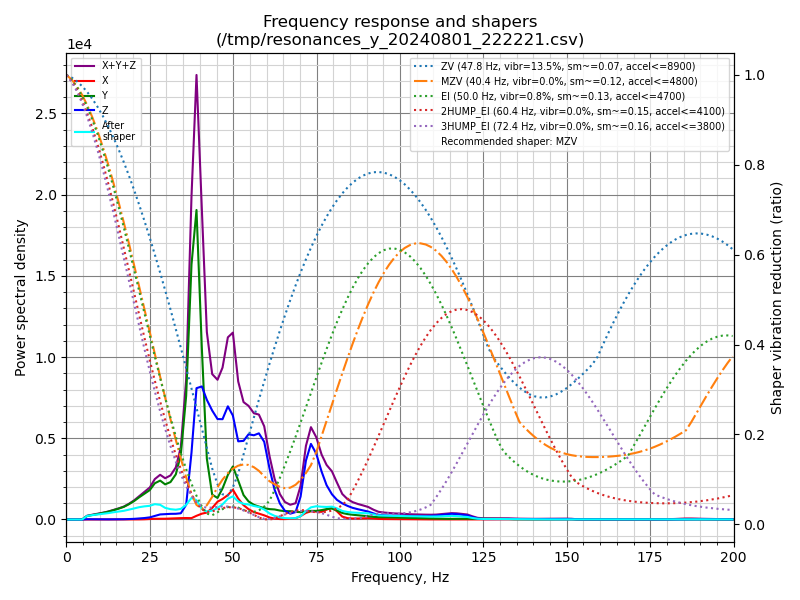 Frequency response and shapers
(/tmp/resonances_y_20240801_222221.csv)
1e4
X+Y+Z
X
Y
Z
After
shaper
ZV (47.8 Hz, vibr=13.5%, sm~=0.07, accel<=8900)
MZV (40.4 Hz, vibr=0.0%, sm~=0.12, accel<=4800)
EI (50.0 Hz, vibr=0.8%, sm~=0.13, accel<=4700)
2HUMP_EI (60.4 Hz, vibr=0.0%, sm~=0.15, accel<=4100)
3HUMP_EI (72.4 Hz, vibr=0.0%, sm~=0.16, accel<=3800)
Recommended shaper: MZV
Power spectral density
2.5
2.0
1.5
1.0
0.5
0.0
1.0
0.8
0.6
0.4
0.2
0.0
Shaper vibration reduction (ratio)
0 25 50 75 100 125 150 175 200
Frequency, Hz